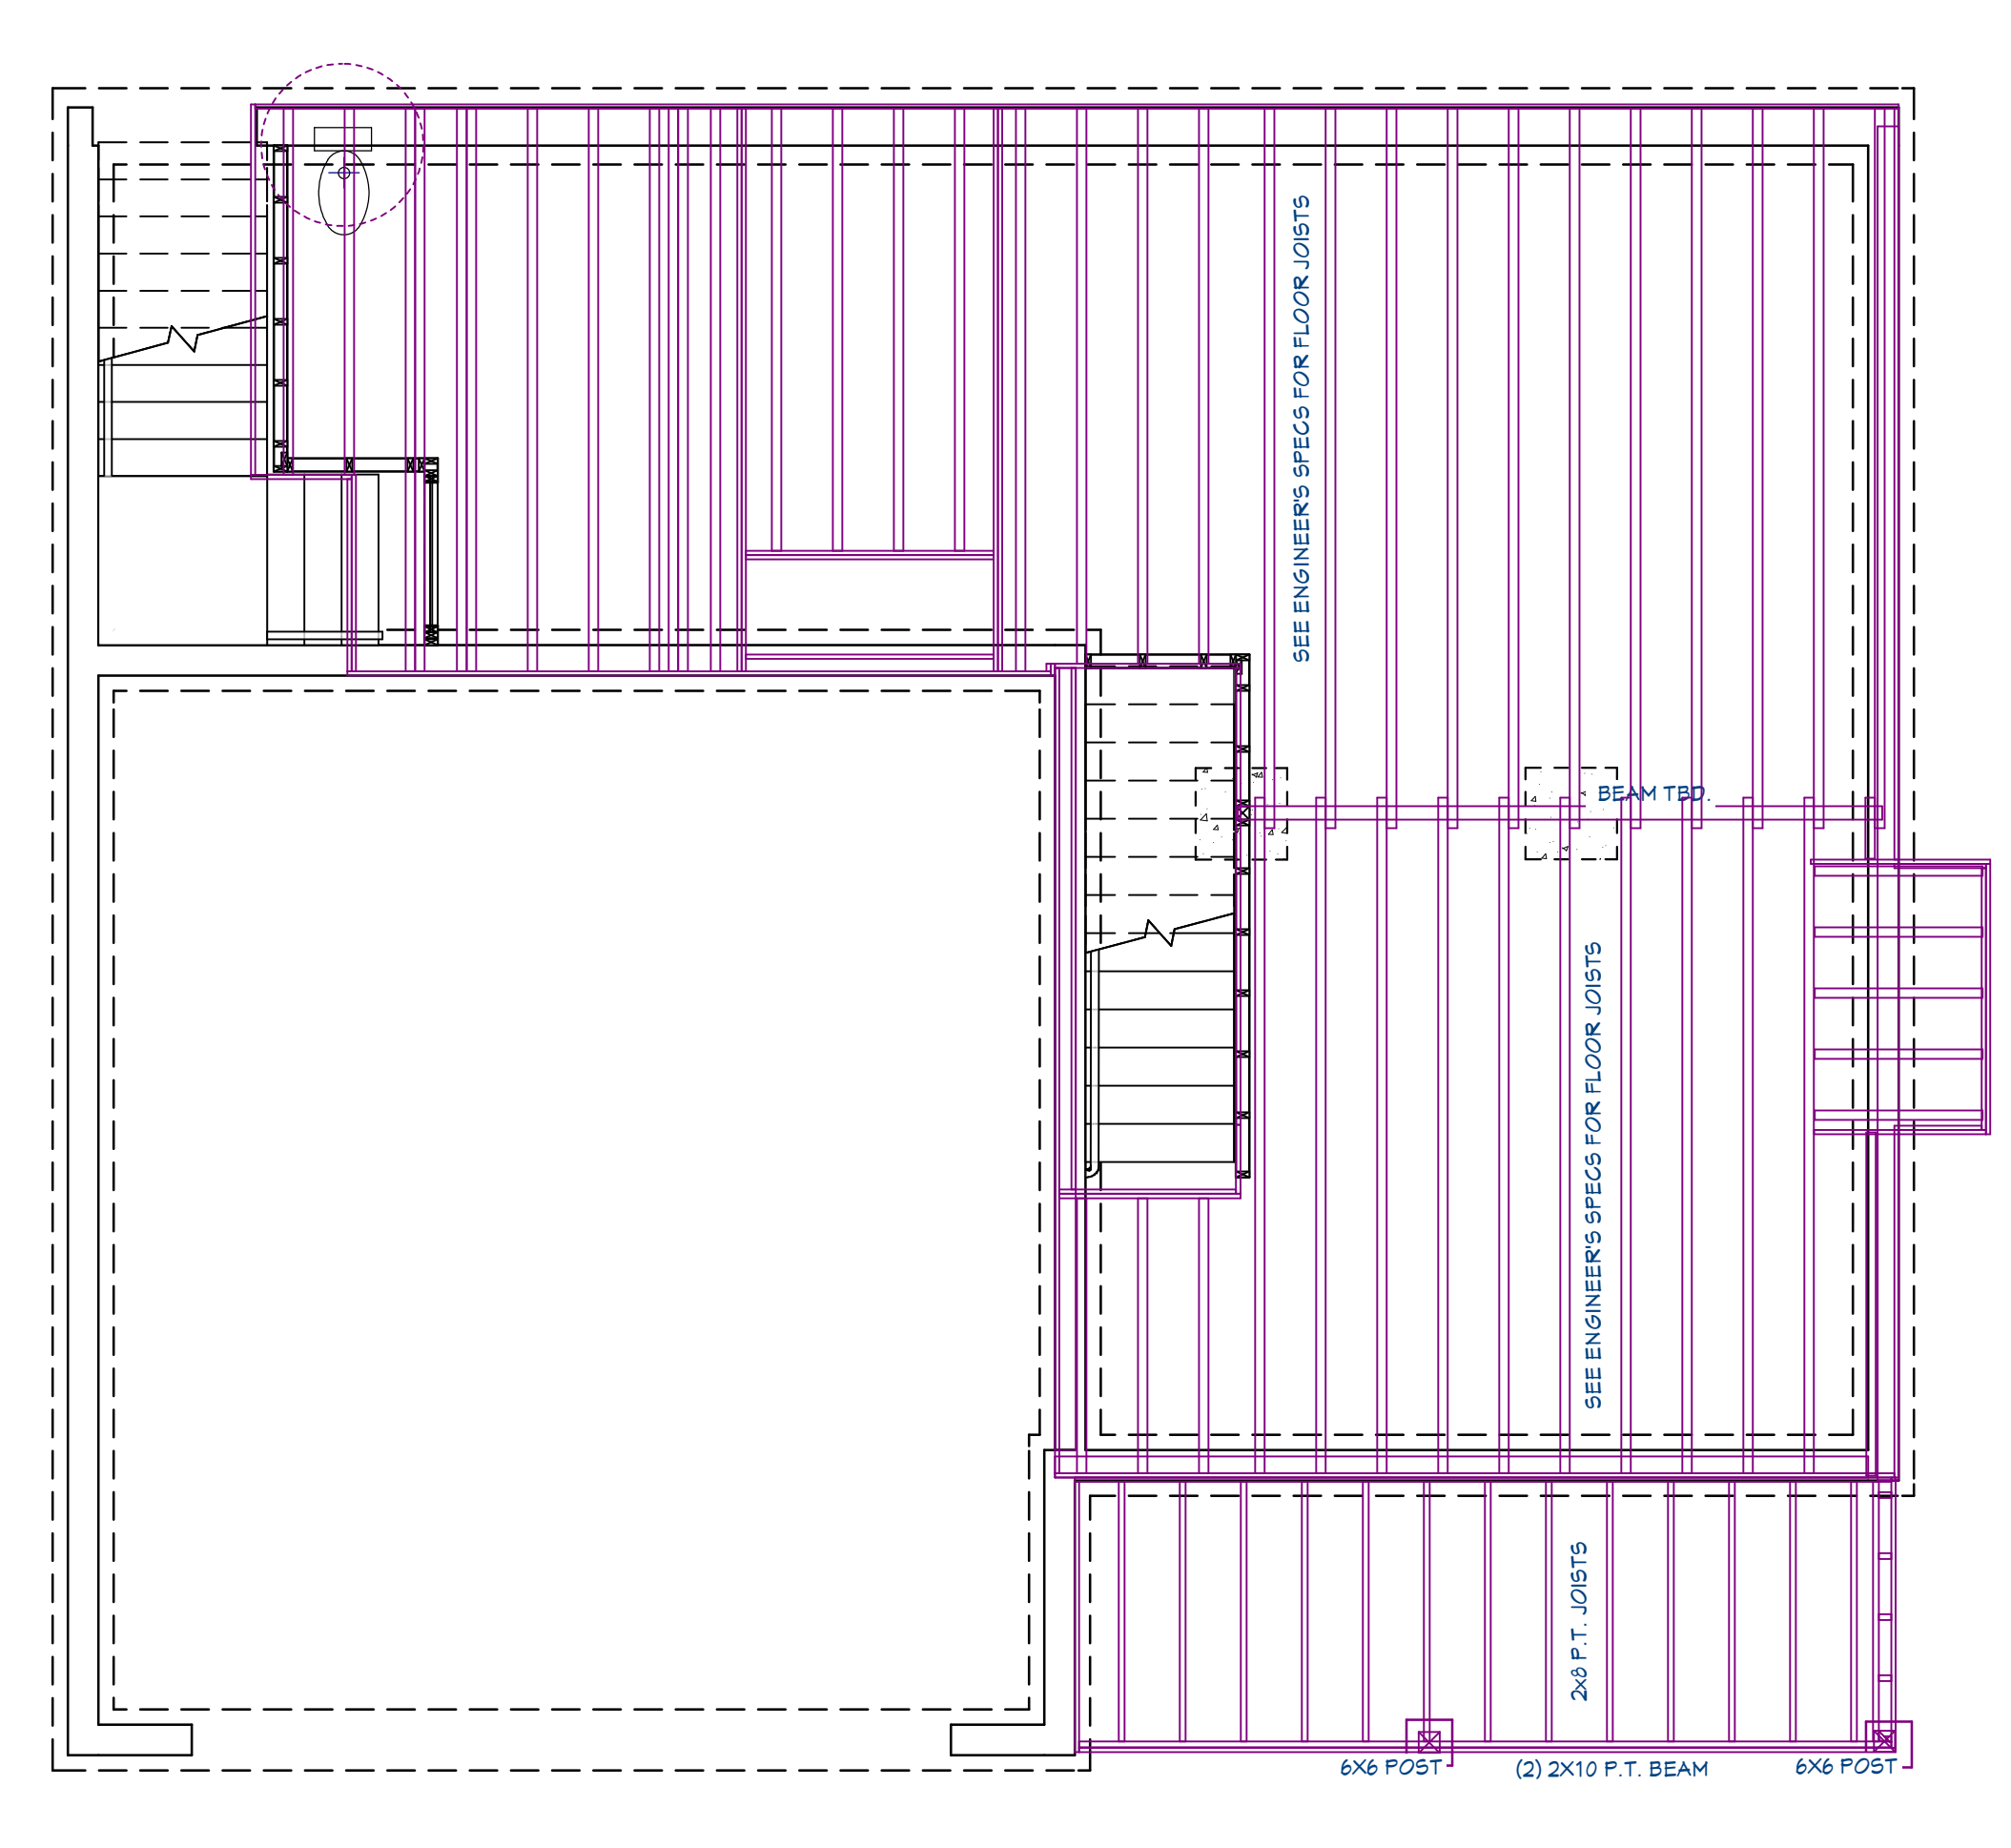 SEE ENGINEER'S SPECS FOR FLOOR JOISTS
BEAM TBD.
SEE ENGINEER'S SPECS FOR FLOOR JOISTS
2x8 P.T. JOISTS
6X6 POST
(2) 2X10 P.T. BEAM
6X6 POST